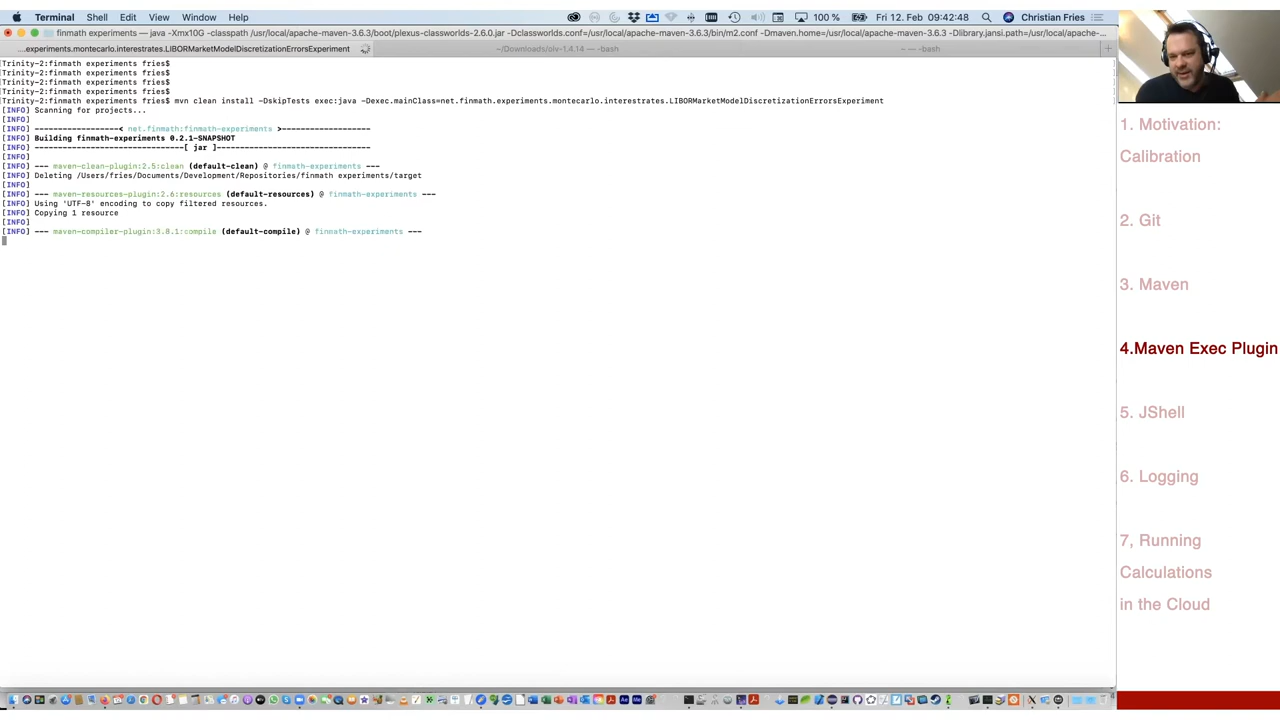 Terminal Shell Edit View Window Help 100 % Fri 12. Feb 09:42:48 Christian Fries
finmath experiments — java -Xmx10G -classpath /usr/local/apache-maven-3.6.3/boot/plexus-classworlds-2.6.0.jar -Dclassworlds.conf=/usr/local/apache-maven-3.6.3/bin/m2.conf -Dmaven.home=/usr/local/apache-maven-3.6.3 -Dlibrary.jansi.path=/usr/local/apache-...
...experiments.montecarlo.interestrates.LIBORMarketModelDiscretizationErrorsExperiment ~/Downloads/oiv-1.4.14 — -bash ~ — -bash +
Trinity-2:finmath experiments fries$
Trinity-2:finmath experiments fries$
Trinity-2:finmath experiments fries$
Trinity-2:finmath experiments fries$
Trinity-2:finmath experiments fries$ mvn clean install -DskipTests exec:java -Dexec.mainClass=net.finmath.experiments.montecarlo.interestrates.LIBORMarketModelDiscretizationErrorsExperiment
[INFO] Scanning for projects...
[INFO]
[INFO] ------------------< net.finmath:finmath-experiments >-------------------
[INFO] Building finmath-experiments 0.2.1-SNAPSHOT
[INFO] --------------------------------[ jar ]---------------------------------
[INFO]
[INFO] --- maven-clean-plugin:2.5:clean (default-clean) @ finmath-experiments ---
[INFO] Deleting /Users/fries/Documents/Development/Repositories/finmath experiments/target
[INFO]
[INFO] --- maven-resources-plugin:2.6:resources (default-resources) @ finmath-experiments ---
[INFO] Using 'UTF-8' encoding to copy filtered resources.
[INFO] Copying 1 resource
[INFO]
[INFO] --- maven-compiler-plugin:3.8.1:compile (default-compile) @ finmath-experiments ---
1. Motivation:
Calibration
2. Git
3. Maven
4.Maven Exec Plugin
5. JShell
6. Logging
7, Running
Calculations
in the Cloud